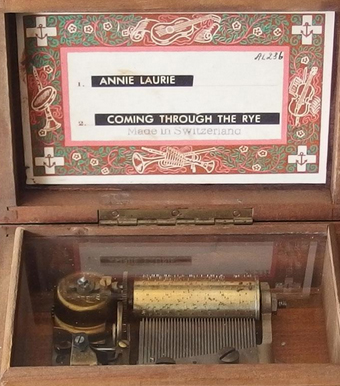 AL236
1. ANNIE LAURIE
2. COMING THROUGH THE RYE
Made in Switzerland